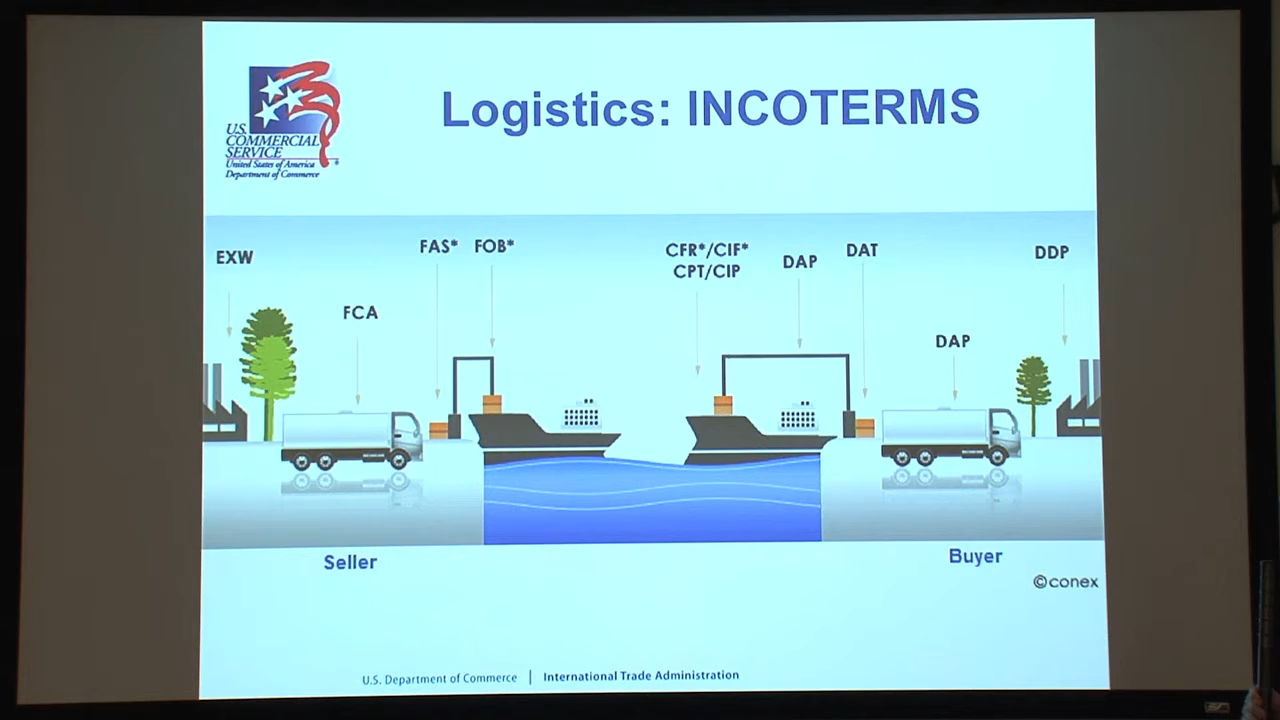 Logistics: INCOTERMS
U.S.
COMMERCIAL
SERVICE
United States of America
Department of Commerce
EXW
FCA
FAS*
FOB*
CFR*/CIF*
CPT/CIP
DAP
DAT
DAP
DDP
Seller
Buyer
©conex
U.S. Department of Commerce | International Trade Administration